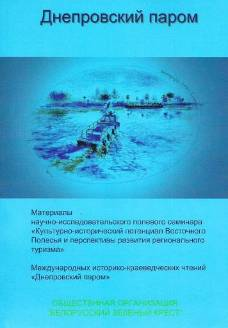 Днепровский паром
Материалы
научно-исследовательского полевого семинара
«Культурно-исторический потенциал Восточного
Полесья и перспективы развития регионального
туризма»
Международных историко-краеведческих чтений
«Днепровский паром»
ОБЩЕСТВЕННАЯ ОРГАНИЗАЦИЯ
"БЕЛОРУССКИЙ ЗЕЛЕНЫЙ КРЕСТ"